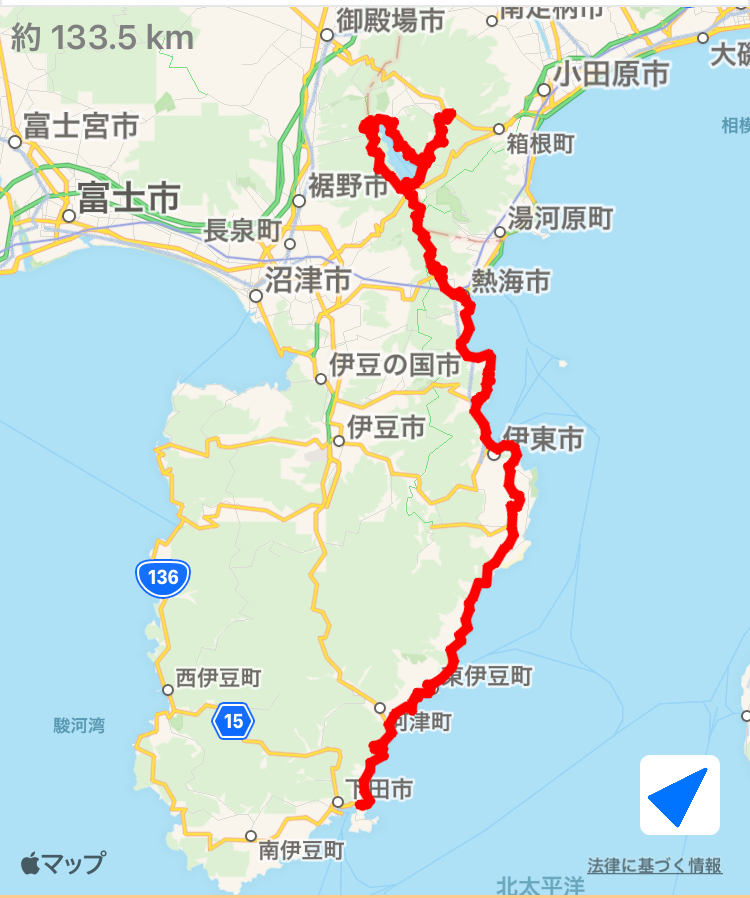 約 133.5 km
御殿場市
南足柄市
小田原市
大磯
富士宮市
箱根町
相模
富士市
裾野市
湯河原町
長泉町
沼津市
熱海市
伊豆の国市
伊豆市
伊東市
136
西伊豆町
東伊豆町
15
河津町
駿河湾
下田市
南伊豆町
マップ
法律に基づく情報
北太平洋